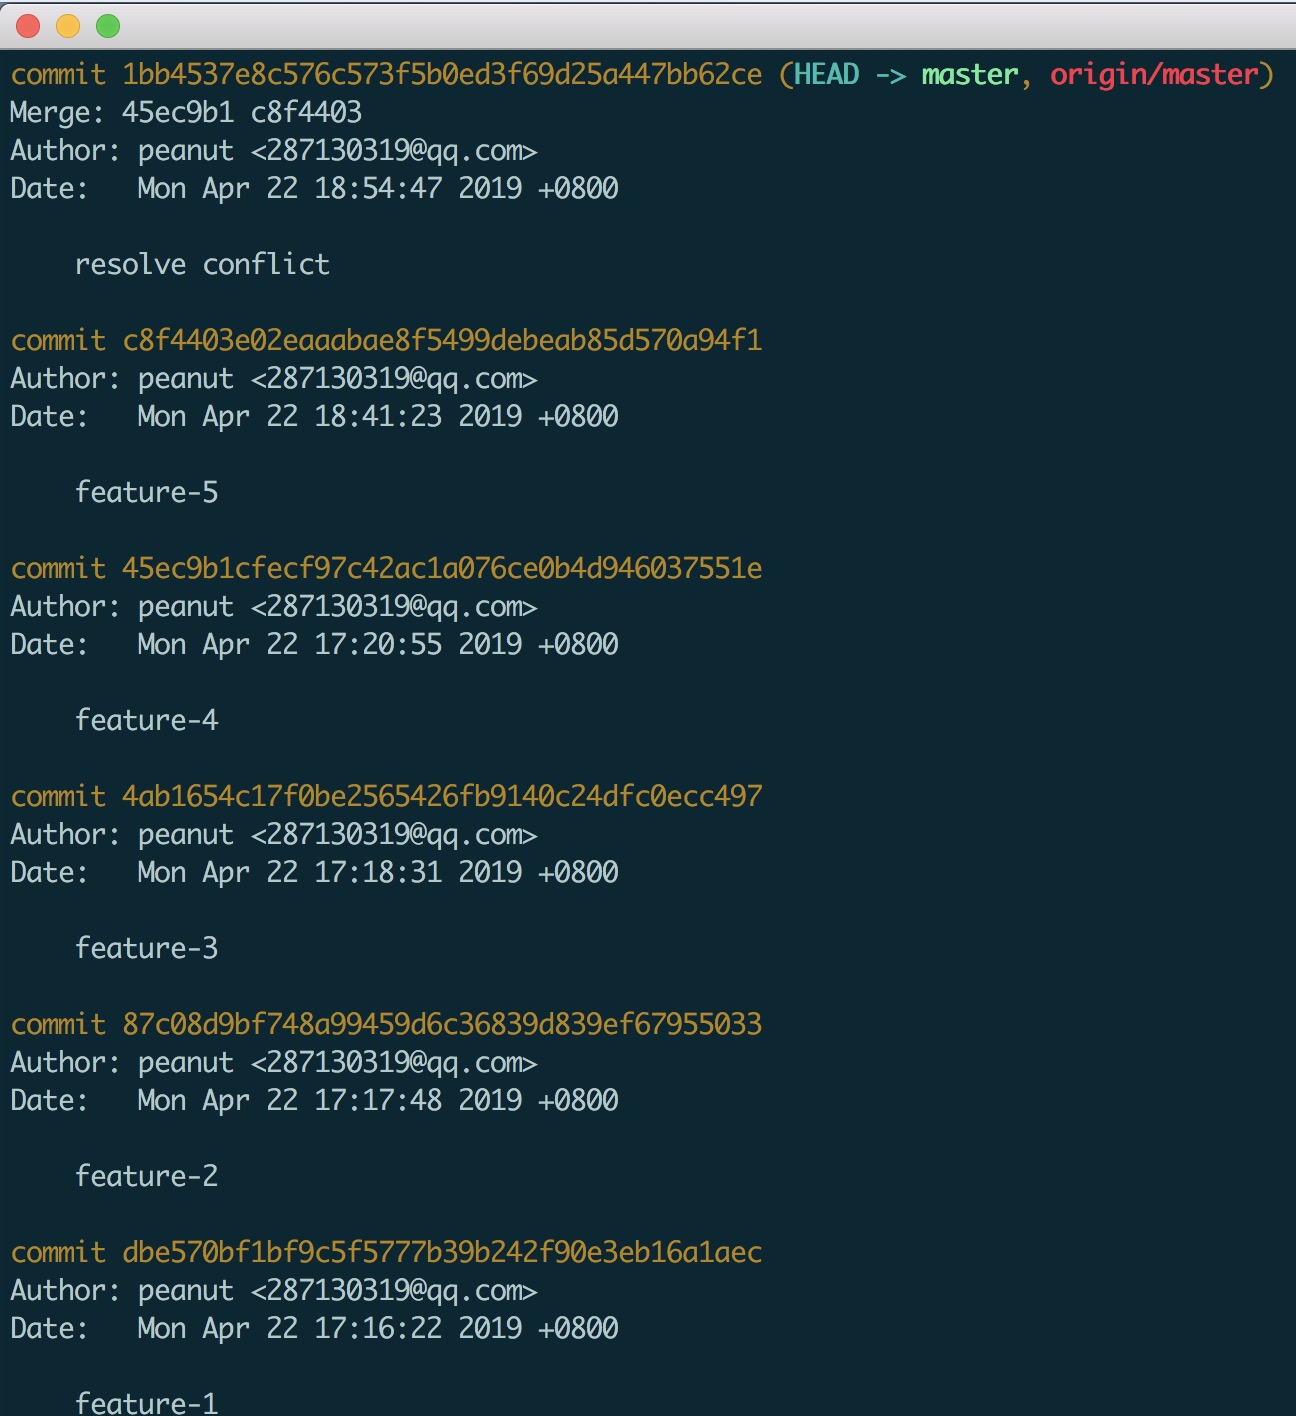 commit 1bb4537e8c576c573f5b0ed3f69d25a447bb62ce (HEAD -> master, origin/master)
Merge: 45ec9b1 c8f4403
Author: peanut <287130319@qq.com>
Date:   Mon Apr 22 18:54:47 2019 +0800
    resolve conflict
commit c8f4403e02eaaabae8f5499debeab85d570a94f1
Author: peanut <287130319@qq.com>
Date:   Mon Apr 22 18:41:23 2019 +0800
    feature-5
commit 45ec9b1cfecf97c42ac1a076ce0b4d946037551e
Author: peanut <287130319@qq.com>
Date:   Mon Apr 22 17:20:55 2019 +0800
    feature-4
commit 4ab1654c17f0be2565426fb9140c24dfc0ecc497
Author: peanut <287130319@qq.com>
Date:   Mon Apr 22 17:18:31 2019 +0800
    feature-3
commit 87c08d9bf748a99459d6c36839d839ef67955033
Author: peanut <287130319@qq.com>
Date:   Mon Apr 22 17:17:48 2019 +0800
    feature-2
commit dbe570bf1bf9c5f5777b39b242f90e3eb16a1aec
Author: peanut <287130319@qq.com>
Date:   Mon Apr 22 17:16:22 2019 +0800
    feature-1